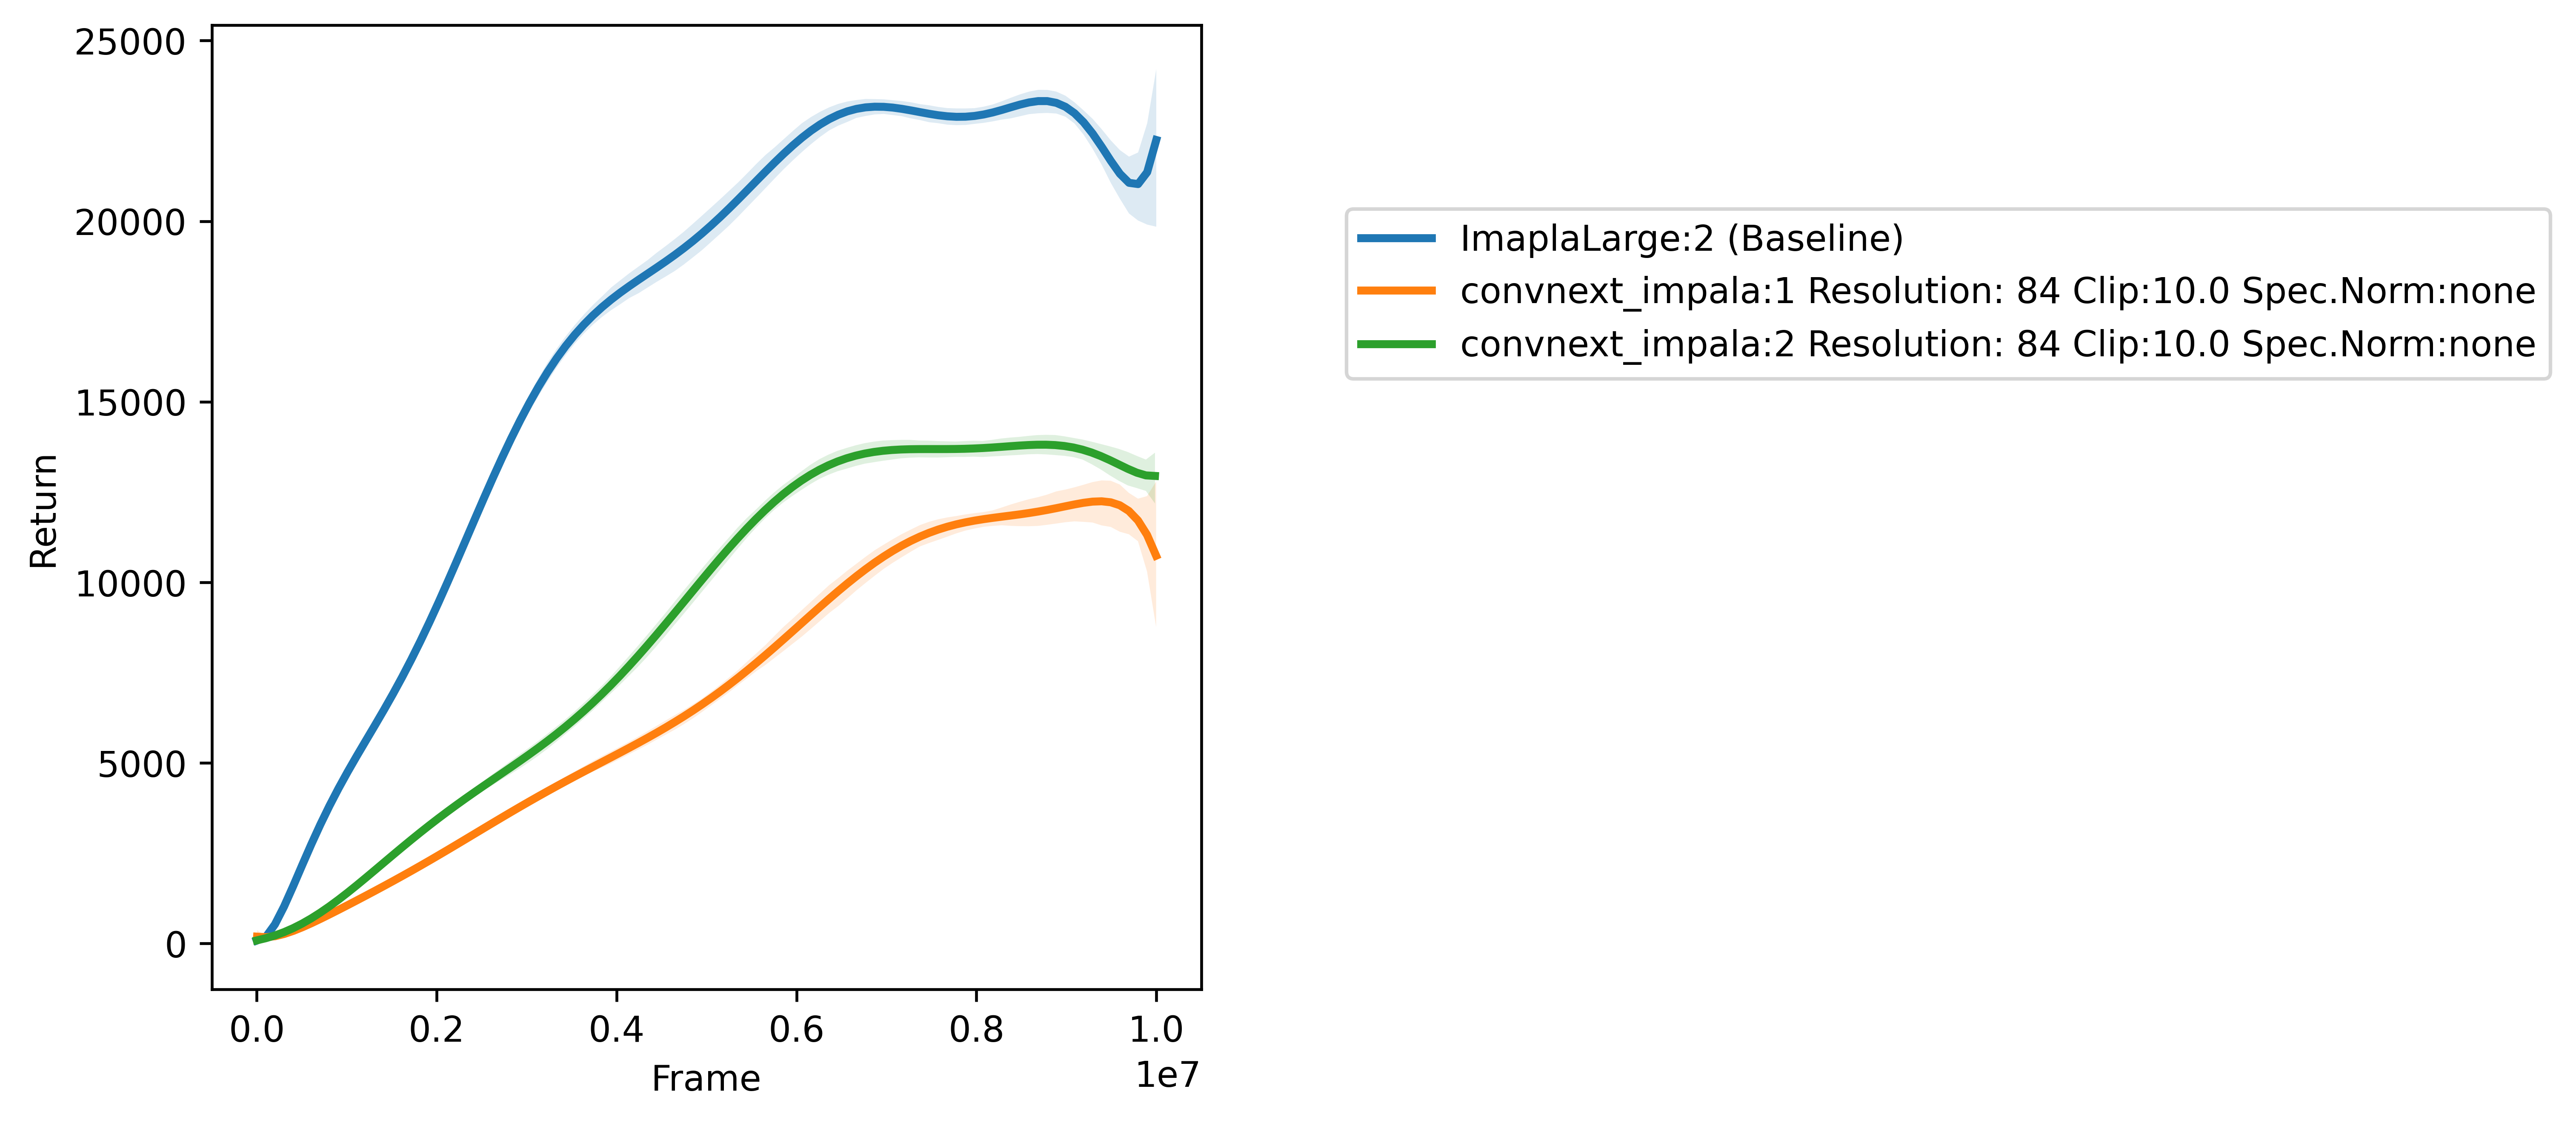 25000
20000
15000
10000
5000
0
Return
0.0 0.2 0.4 0.6 0.8 1.0
1e7
Frame
ImaplaLarge:2 (Baseline)
convnext_impala:1 Resolution: 84 Clip:10.0 Spec.Norm:none
convnext_impala:2 Resolution: 84 Clip:10.0 Spec.Norm:none